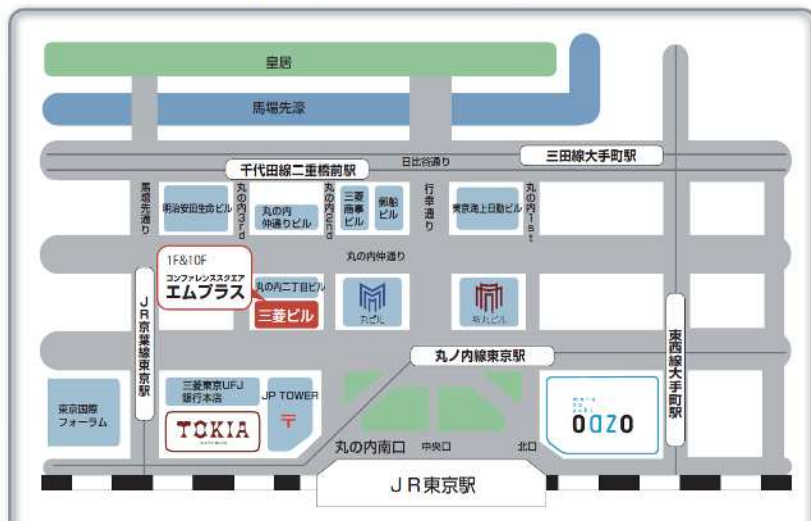 皇居
馬場先濠
三田線大手町駅
日比谷通り
千代田線二重橋前駅
馬場先通り
明治安田生命ビル
丸の内3rd
丸の内
仲通りビル
丸の内2nd
三菱
商事
ビル
郵船
ビル
行幸通り
東京海上日動ビル
丸の内1st
丸の内仲通り
1F&10F
コンファレンススクエア
エムプラス
丸の内二丁目ビル
三菱ビル
丸ビル
新丸ビル
JR京葉線東京駅
丸ノ内線東京駅
東西線大手町駅
東京国際
フォーラム
三菱東京UFJ
銀行本店
TOKIA
JP TOWER
〒
oazo
丸の内南口
中央口
北口
JR東京駅